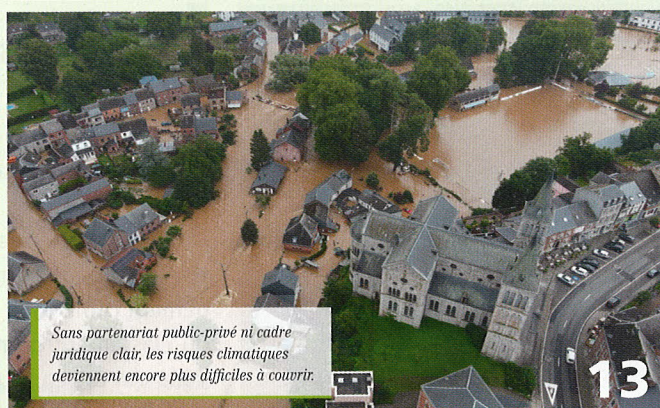 Sans partenariat public-privé ni cadre
juridique clair, les risques climatiques
deviennent encore plus difficiles à couvrir.
13